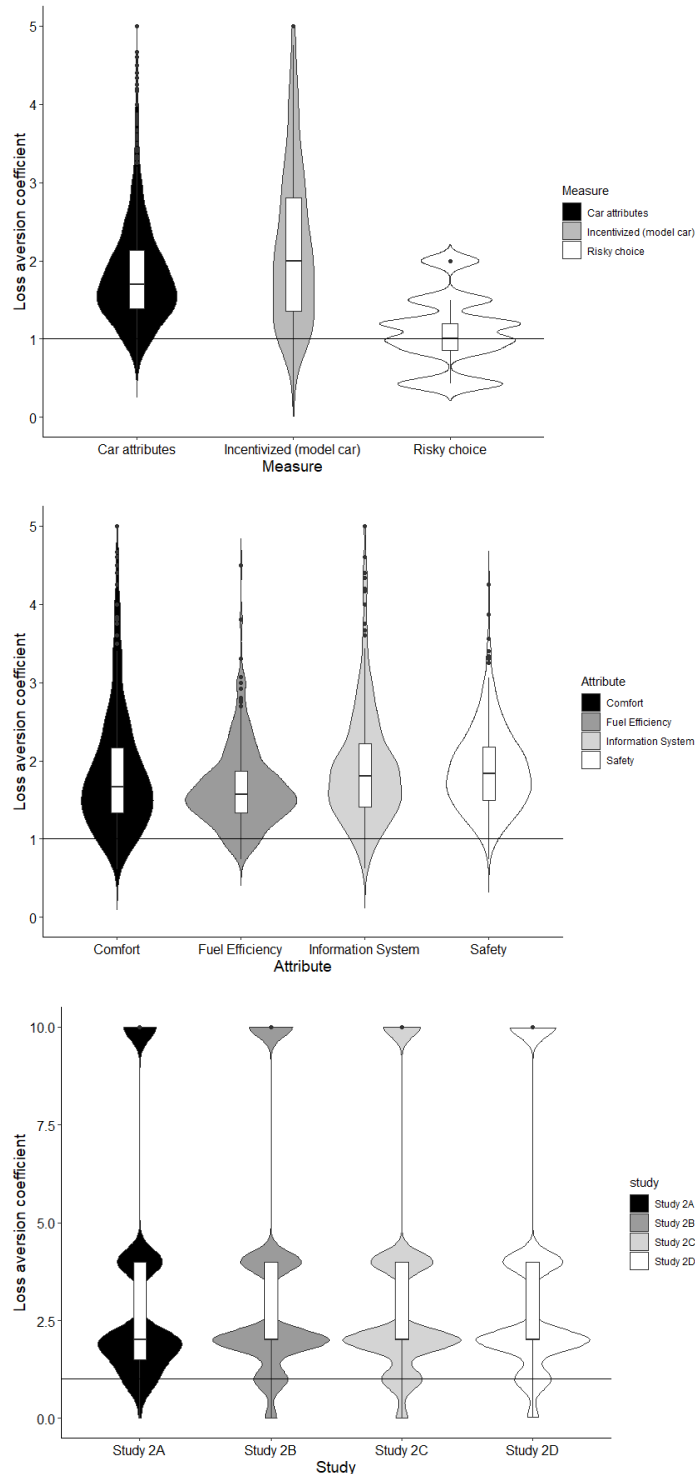 5
4
3
2
1
0
Loss aversion coefficient
Car attributes
Incentivized (model car)
Risky choice
Measure
Measure
Car attributes
Incentivized (model car)
Risky choice
5
4
3
2
1
0
Loss aversion coefficient
Comfort
Fuel Efficiency
Information System
Safety
Attribute
Attribute
Comfort
Fuel Efficiency
Information System
Safety
10.0
7.5
5.0
2.5
0.0
Loss aversion coefficient
Study 2A
Study 2B
Study 2C
Study 2D
Study
study
Study 2A
Study 2B
Study 2C
Study 2D